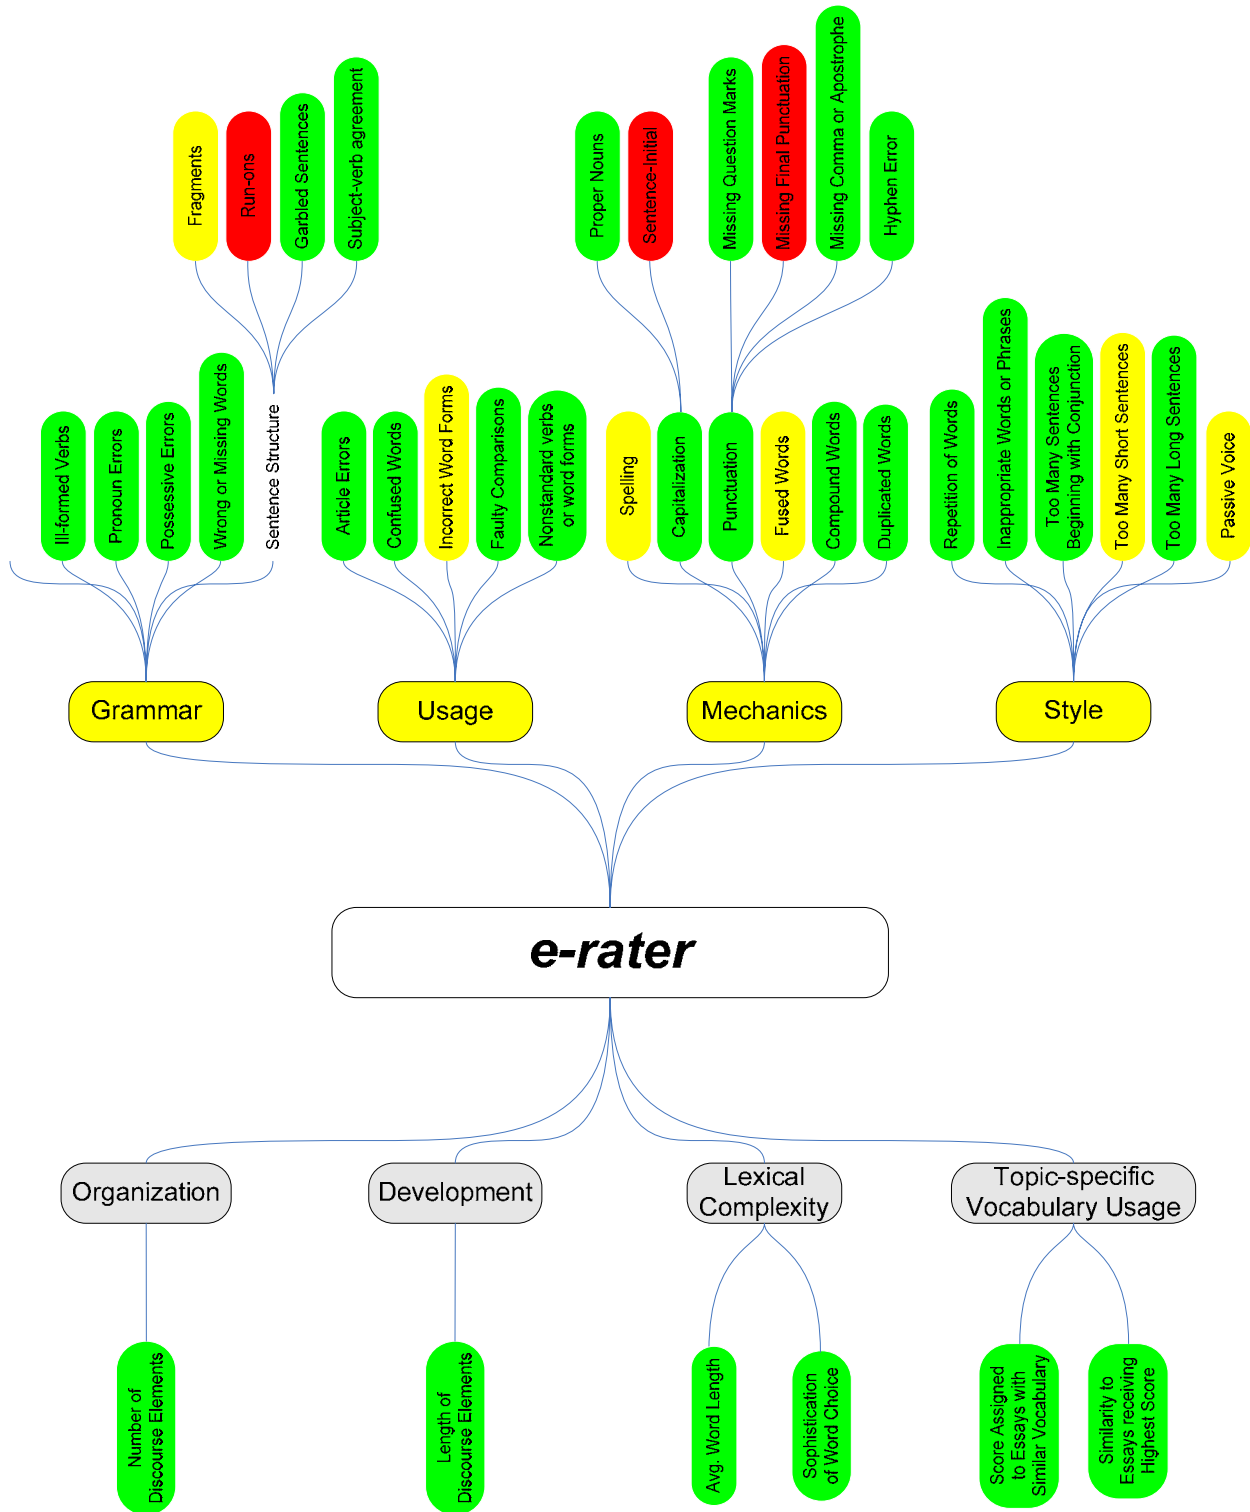 Fragments
Run-ons
Garbled Sentences
Subject-verb agreement
Proper Nouns
Sentence-Initial
Missing Question Marks
Missing Final Punctuation
Missing Comma or Apostrophe
Hyphen Error
Ill-formed Verbs
Pronoun Errors
Possessive Errors
Wrong or Missing Words
Sentence Structure
Article Errors
Confused Words
Incorrect Word Forms
Faulty Comparisons
Nonstandard verbs
or word forms
Spelling
Capitalization
Punctuation
Fused Words
Compound Words
Duplicated Words
Repetition of Words
Inappropriate Words or Phrases
Too Many Sentences
Beginning with Conjunction
Too Many Short Sentences
Too Many Long Sentences
Passive Voice
Grammar
Usage
Mechanics
Style
e-rater
Organization
Development
Lexical
Complexity
Topic-specific
Vocabulary Usage
Number of
Discourse Elements
Length of
Discourse Elements
Avg. Word Length
Sophistication
of Word Choice
Score Assigned
to Essays with
Similar Vocabulary
Similarity to
Essays receiving
Highest Score